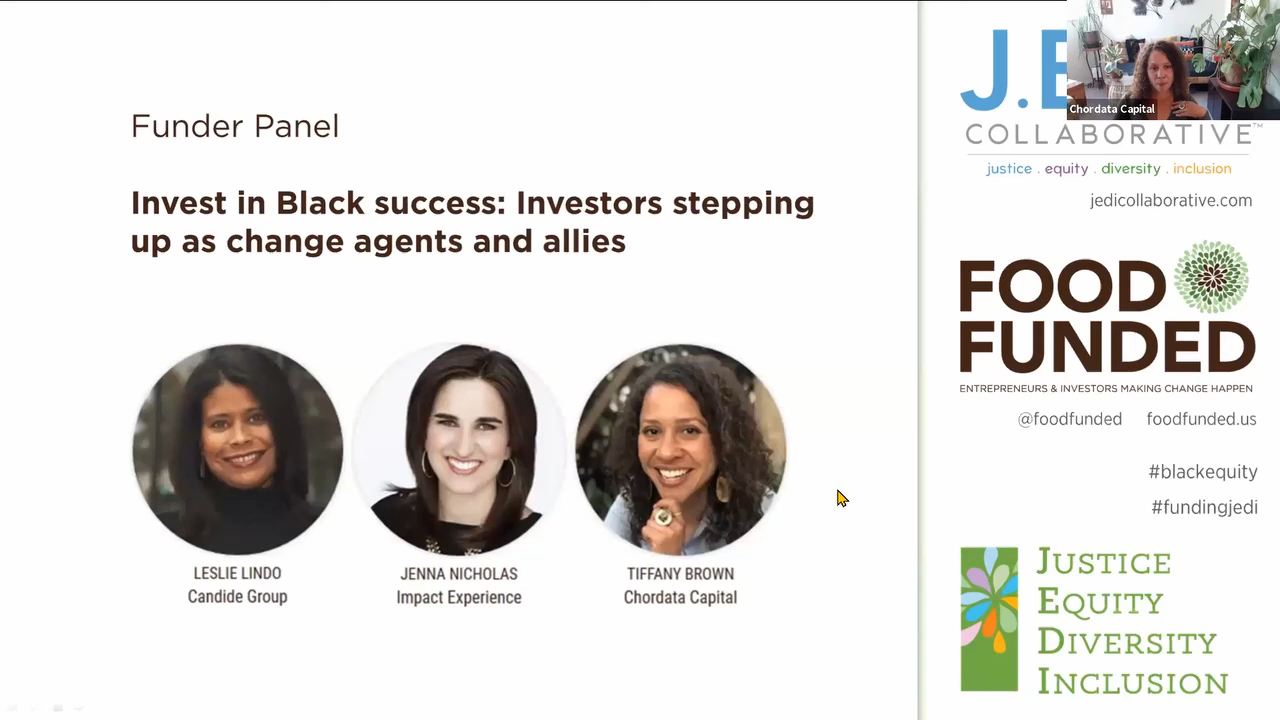 Funder Panel
Invest in Black success: Investors stepping
up as change agents and allies
LESLIE LINDO
Candide Group
JENNA NICHOLAS
Impact Experience
TIFFANY BROWN
Chordata Capital
Chordata Capital
J.E
COLLABORATIVE™
justice . equity . diversity . inclusion
jedicollaborative.com
FOOD
FUNDED
ENTREPRENEURS & INVESTORS MAKING CHANGE HAPPEN
@foodfunded foodfunded.us
#blackequity
#fundingjedi
JUSTICE
EQUITY
DIVERSITY
INCLUSION